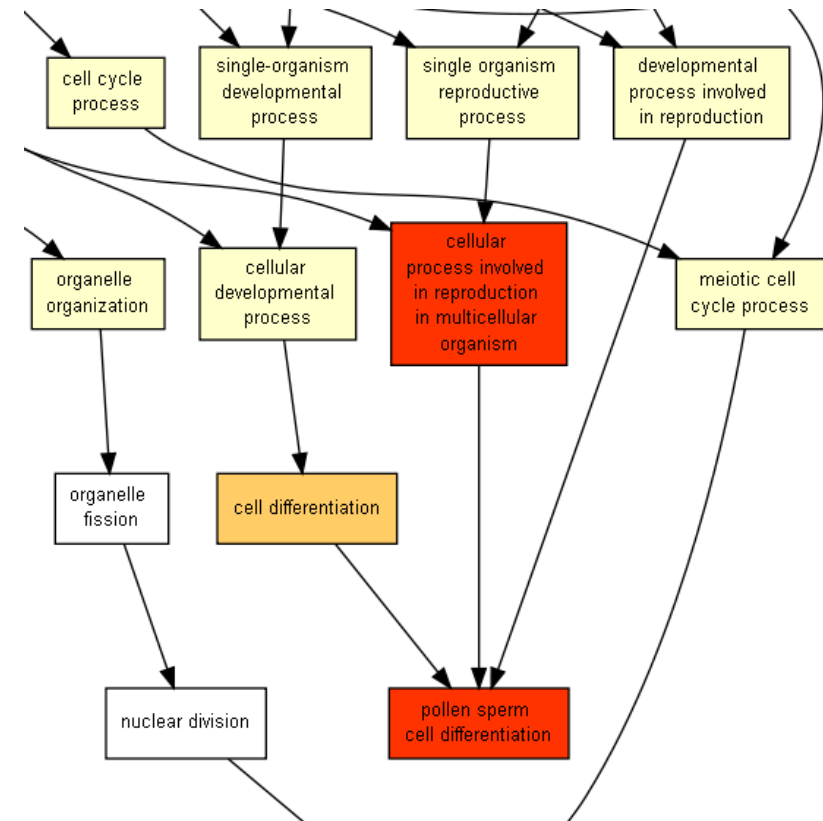 cell cycle
process
single-organism
developmental
process
single organism
reproductive
process
developmental
process involved
in reproduction
organelle
organization
cellular
developmental
process
cellular
process involved
in reproduction
in multicellular
organism
meiotic cell
cycle process
organelle
fission
cell differentiation
nuclear division
pollen sperm
cell differentiation